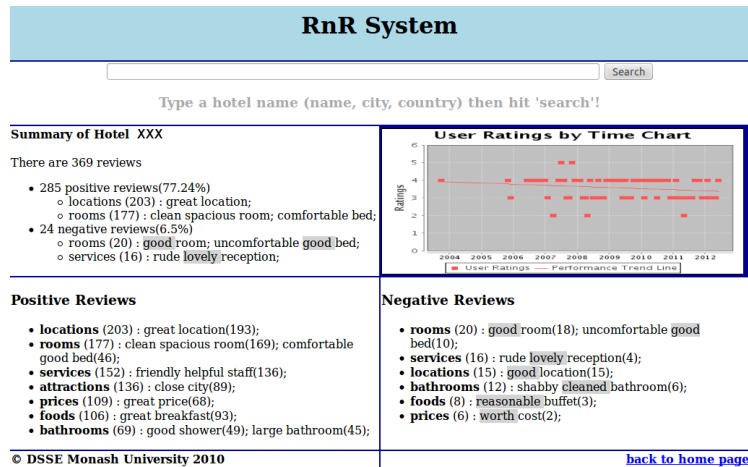 RnR System
Search
Type a hotel name (name, city, country) then hit 'search'!
Summary of Hotel XXX
There are 369 reviews
• 285 positive reviews(77.24%)
◦ locations (203) : great location;
◦ rooms (177) : clean spacious room; comfortable bed;
• 24 negative reviews(6.5%)
◦ rooms (20) : good room; uncomfortable good bed;
◦ services (16) : rude lovely reception;
User Ratings by Time Chart
Ratings
6
5
4
3
2
1
0
2004 2005 2006 2007 2008 2009 2010 2011 2012
User Ratings Performance Trend Line
Positive Reviews
• locations (203) : great location(193);
• rooms (177) : clean spacious room(169); comfortable
good bed(46);
• services (152) : friendly helpful staff(136);
• attractions (136) : close city(89);
• prices (109) : great price(68);
• foods (106) : great breakfast(93);
• bathrooms (69) : good shower(49); large bathroom(45);
Negative Reviews
• rooms (20) : good room(18); uncomfortable good
bed(10);
• services (16) : rude lovely reception(4);
• locations (15) : good location(15);
• bathrooms (12) : shabby cleaned bathroom(6);
• foods (8) : reasonable buffet(3);
• prices (6) : worth cost(2);
© DSSE Monash University 2010
back to home page